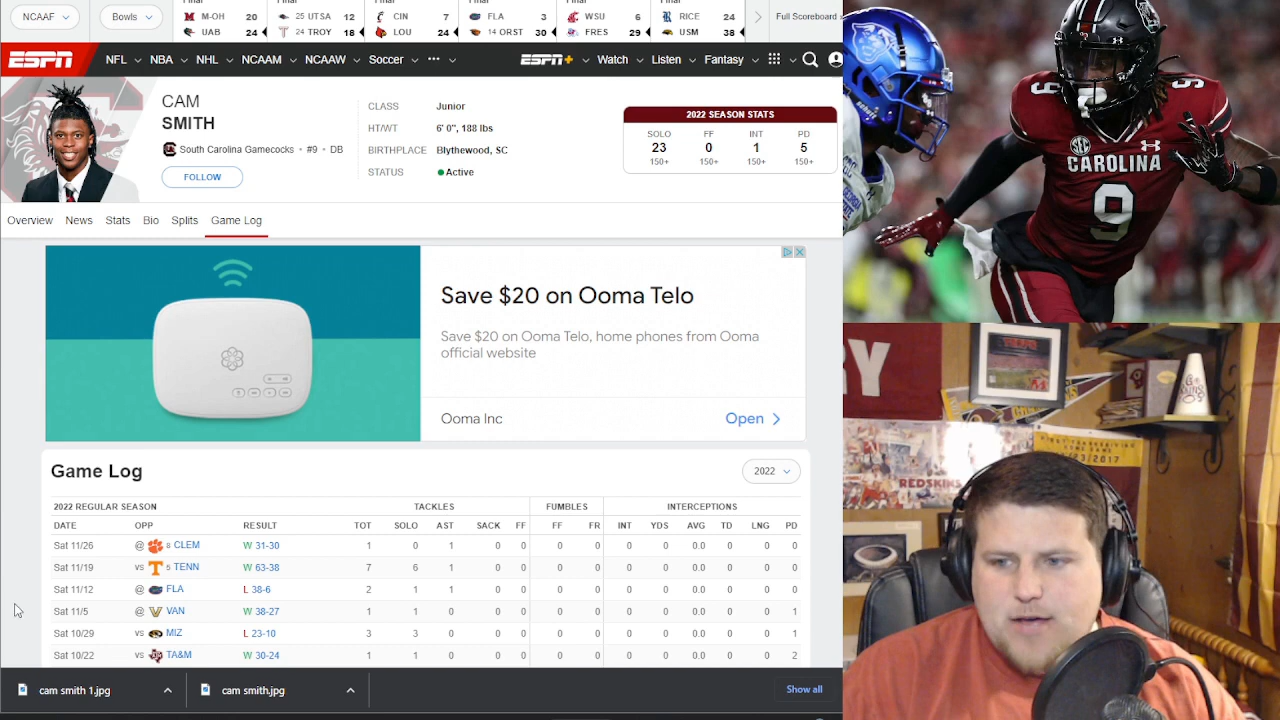 NCAAF
Bowls
Final
Final
Final
Final
Final
Final
M-OH 20
UAB 24
25 UTSA 12
24 TROY 18
CIN 7
LOU 24
FLA 3
14 ORST 30
WSU 6
FRES 29
RICE 24
USM 38
Full Scoreboard
ESPN
NFL
NBA
NHL
NCAAM
NCAAW
Soccer
ESPN+
Watch
Listen
Fantasy
CAM
SMITH
South Carolina Gamecocks • #9 • DB
FOLLOW
CLASS Junior
HT/WT 6' 0", 188 lbs
BIRTHPLACE Blythewood, SC
STATUS Active
2022 SEASON STATS
SOLO FF INT PD
23 0 1 5
150+ 150+ 150+ 150+
Overview News Stats Bio Splits Game Log
Save $20 on Ooma Telo
Save $20 on Ooma Telo, home phones from Ooma
official website
Ooma Inc
Open
Game Log
2022
2022 REGULAR SEASON TACKLES FUMBLES INTERCEPTIONS
DATE OPP RESULT TOT SOLO AST SACK FF FF FR INT YDS AVG TD LNG PD
Sat 11/26 @ 8 CLEM W 31-30 1 0 1 0 0 0 0 0 0 0.0 0 0 0
Sat 11/19 vs 5 TENN W 63-38 7 6 1 0 0 0 0 0 0 0.0 0 0 0
Sat 11/12 @ FLA L 38-6 2 1 1 0 0 0 0 0 0 0.0 0 0 0
Sat 11/5 @ VAN W 38-27 1 1 0 0 0 0 0 0 0 0.0 0 0 1
Sat 10/29 vs MIZ L 23-10 3 3 0 0 0 0 0 0 0 0.0 0 0 1
Sat 10/22 vs TA&M W 30-24 1 1 0 0 0 0 0 0 0 0.0 0 0 2
cam smith 1.jpg
cam smith.jpg
Show all
9
9
SEC
CAROLINA
9
RY
REDSKINS